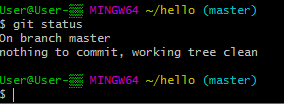 User@User- MINGW64 ~/hello (master)
$ git status
On branch master
nothing to commit, working tree clean

User@User- MINGW64 ~/hello (master)
$